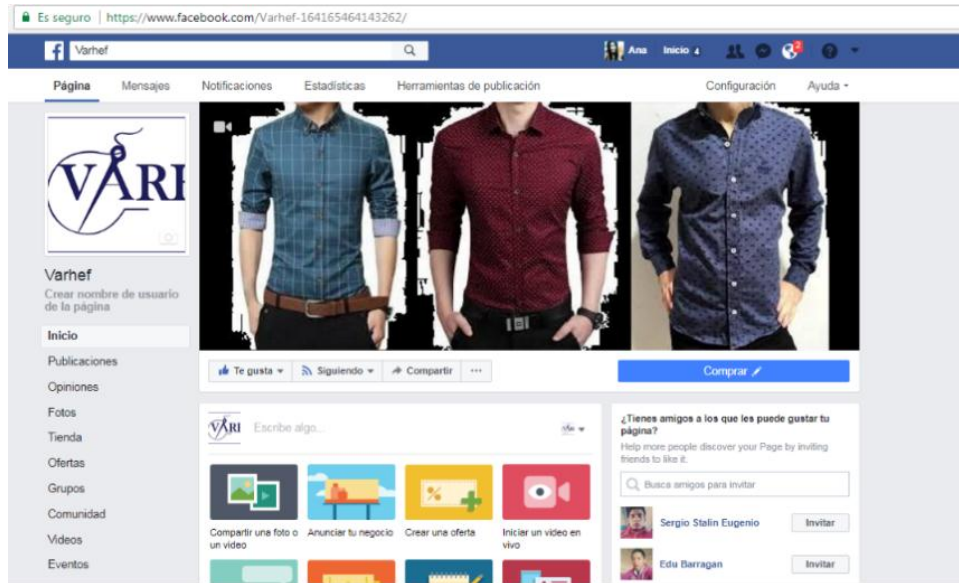 Es seguro | https://www.facebook.com/Varhef-164165464143262/
f Varhef Ana Inicio 4 2
Página Mensajes Notificaciones Estadísticas Herramientas de publicación Configuración Ayuda
VARI
Varhef
Crear nombre de usuario
de la página
Inicio
Publicaciones
Opiniones
Fotos
Tienda
Ofertas
Grupos
Comunidad
Videos
Eventos
Te gusta Siguiendo Compartir ... Comprar
VARI Escribe algo...
Compartir una foto o
un video
Anunciar tu negocio
Crear una oferta
Iniciar un video en
vivo
¿Tienes amigos a los que les puede gustar tu
página?
Help more people discover your Page by inviting
friends to like it.
Busca amigos para invitar
Sergio Stalin Eugenio Invitar
Edu Barragan Invitar